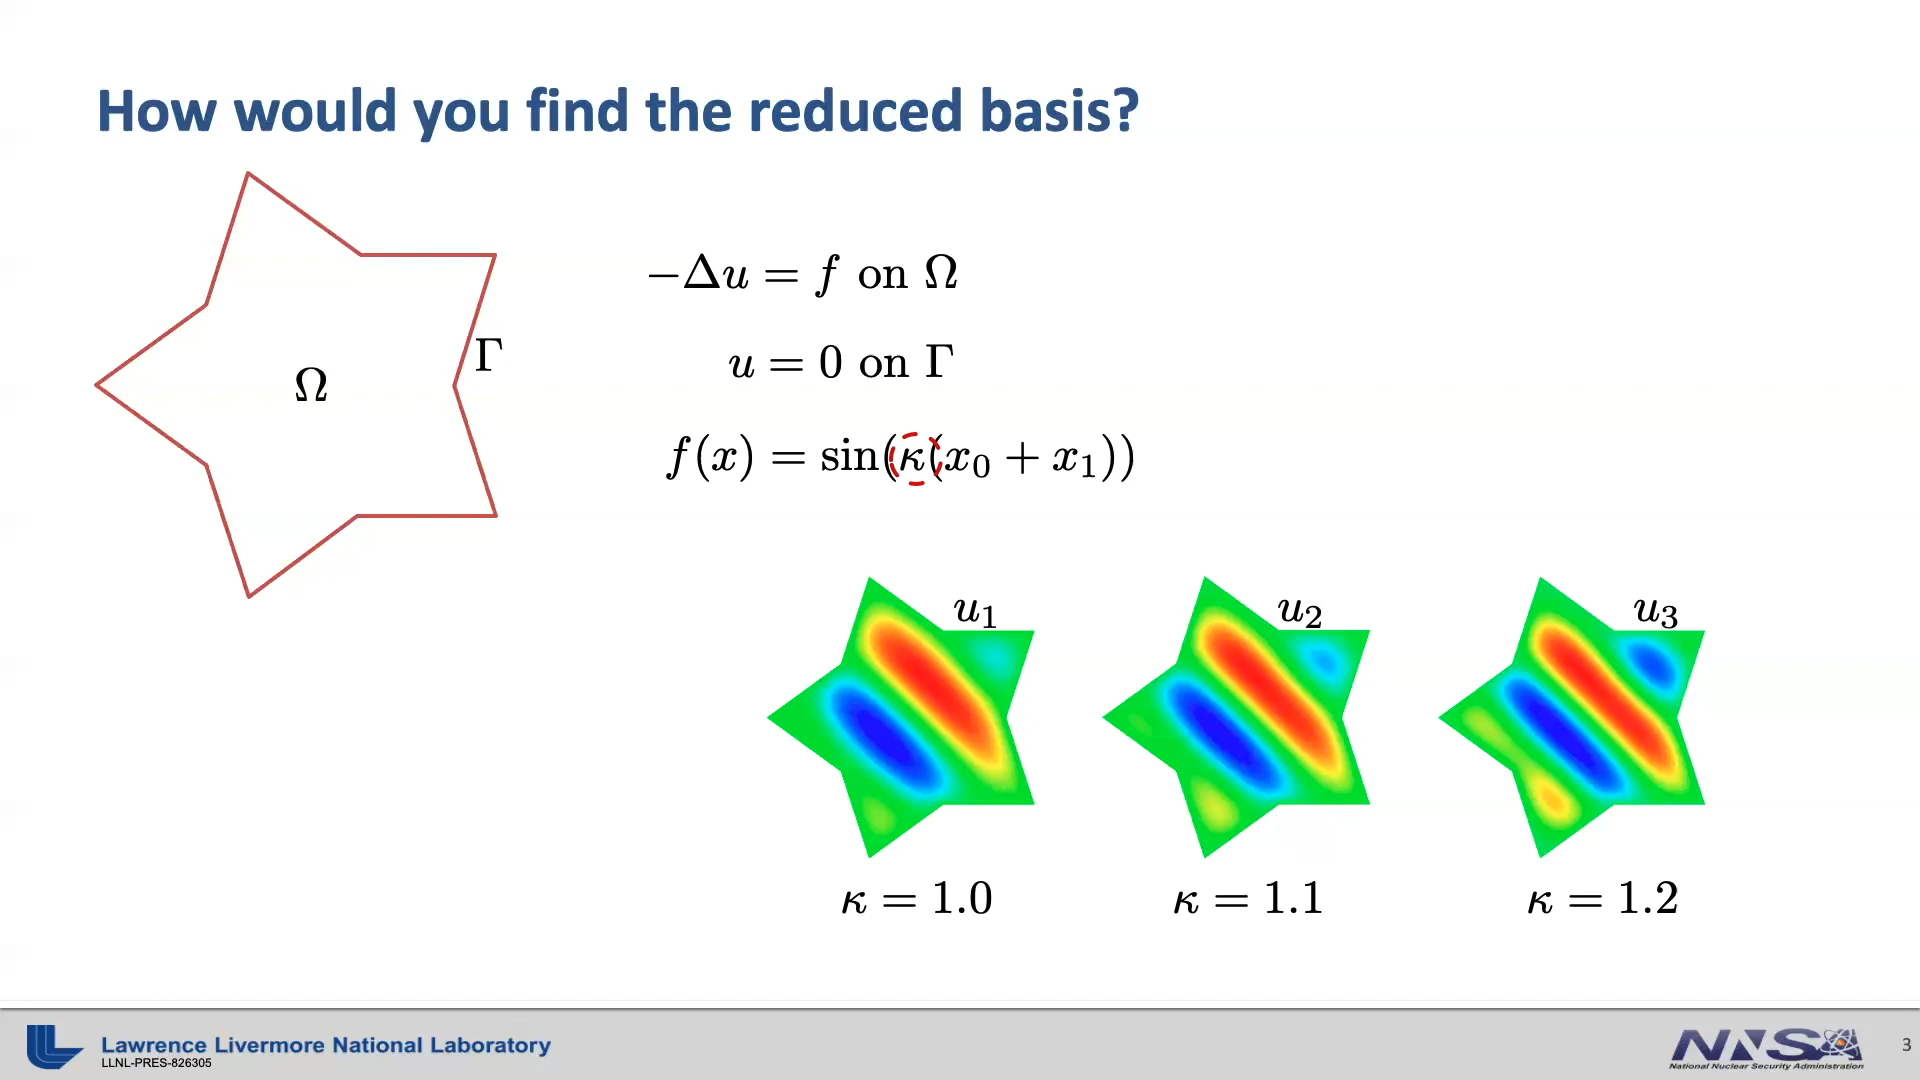 How would you find the reduced basis?
−Δu = f on Ω
Γ
u = 0 on Γ
Ω
f(x) = sin(κ(x₀ + x₁))
u₁ u₂ u₃
κ = 1.0 κ = 1.1 κ = 1.2
Lawrence Livermore National Laboratory
LLNL-PRES-826305
NNSA
National Nuclear Security Administration
3